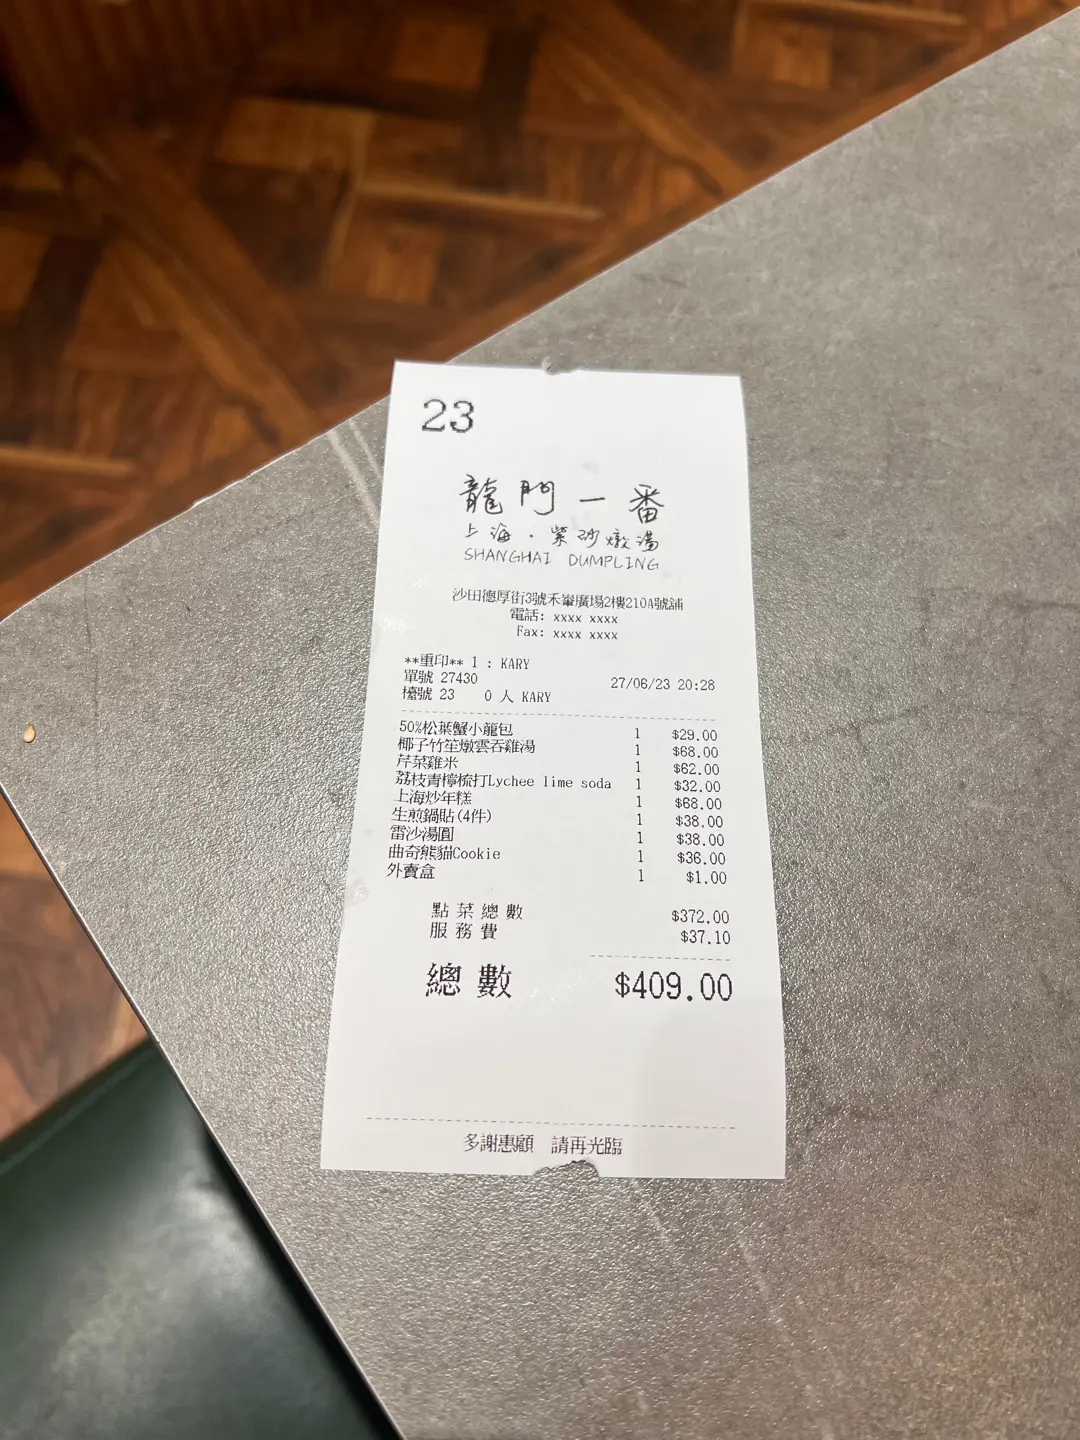 23
龍門一番
上海・紫砂燉湯
SHANGHAI DUMPLING
沙田德厚街3號禾輋廣場2樓210A號舖
電話: xxxx xxxx
Fax: xxxx xxxx
**重印** 1 : KARY
單號 27430 27/06/23 20:28
檯號 23 0 人 KARY
50%松葉蟹小籠包 1 $29.00
椰子竹笙燉雲吞雞湯 1 $68.00
芹菜雞米 1 $62.00
荔枝青檸梳打Lychee lime soda 1 $32.00
上海炒年糕 1 $68.00
生煎鍋貼(4件) 1 $38.00
雷沙湯圓 1 $38.00
曲奇熊貓Cookie 1 $36.00
外賣盒 1 $1.00
點菜總數 $372.00
服務費 $37.10
總數 $409.00
多謝惠顧 請再光臨